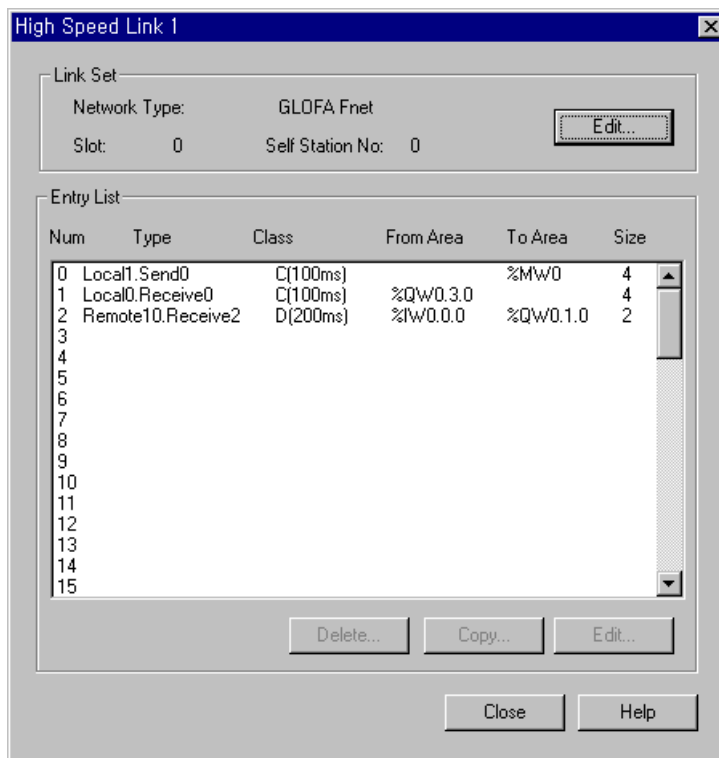 High Speed Link 1
Link Set
Network Type: GLOFA Fnet
Edit...
Slot: 0 Self Station No: 0
Entry List
Num Type Class From Area To Area Size
0 Local1.Send0 C(100ms) %MW0 4
1 Local0.Receive0 C(100ms) %QW0.3.0 4
2 Remote10.Receive2 D(200ms) %IW0.0.0 %QW0.1.0 2
3
4
5
6
7
8
9
10
11
12
13
14
15
Delete... Copy... Edit...
Close Help